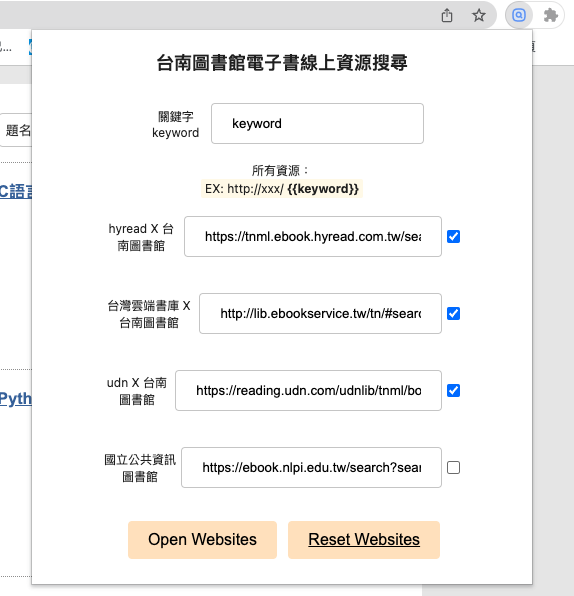 台南圖書館電子書線上資源搜尋
題名
關鍵字
keyword
keyword
所有資源：
EX: http://xxx/ {{keyword}}
C語言
hyread X 台
南圖書館
https://tnml.ebook.hyread.com.tw/sea
台灣雲端書庫 X
台南圖書館
http://lib.ebookservice.tw/tn/#searc
Pyth
udn X 台南
圖書館
https://reading.udn.com/udnlib/tnml/bo
國立公共資訊
圖書館
https://ebook.nlpi.edu.tw/search?sear
Open Websites
Reset Websites